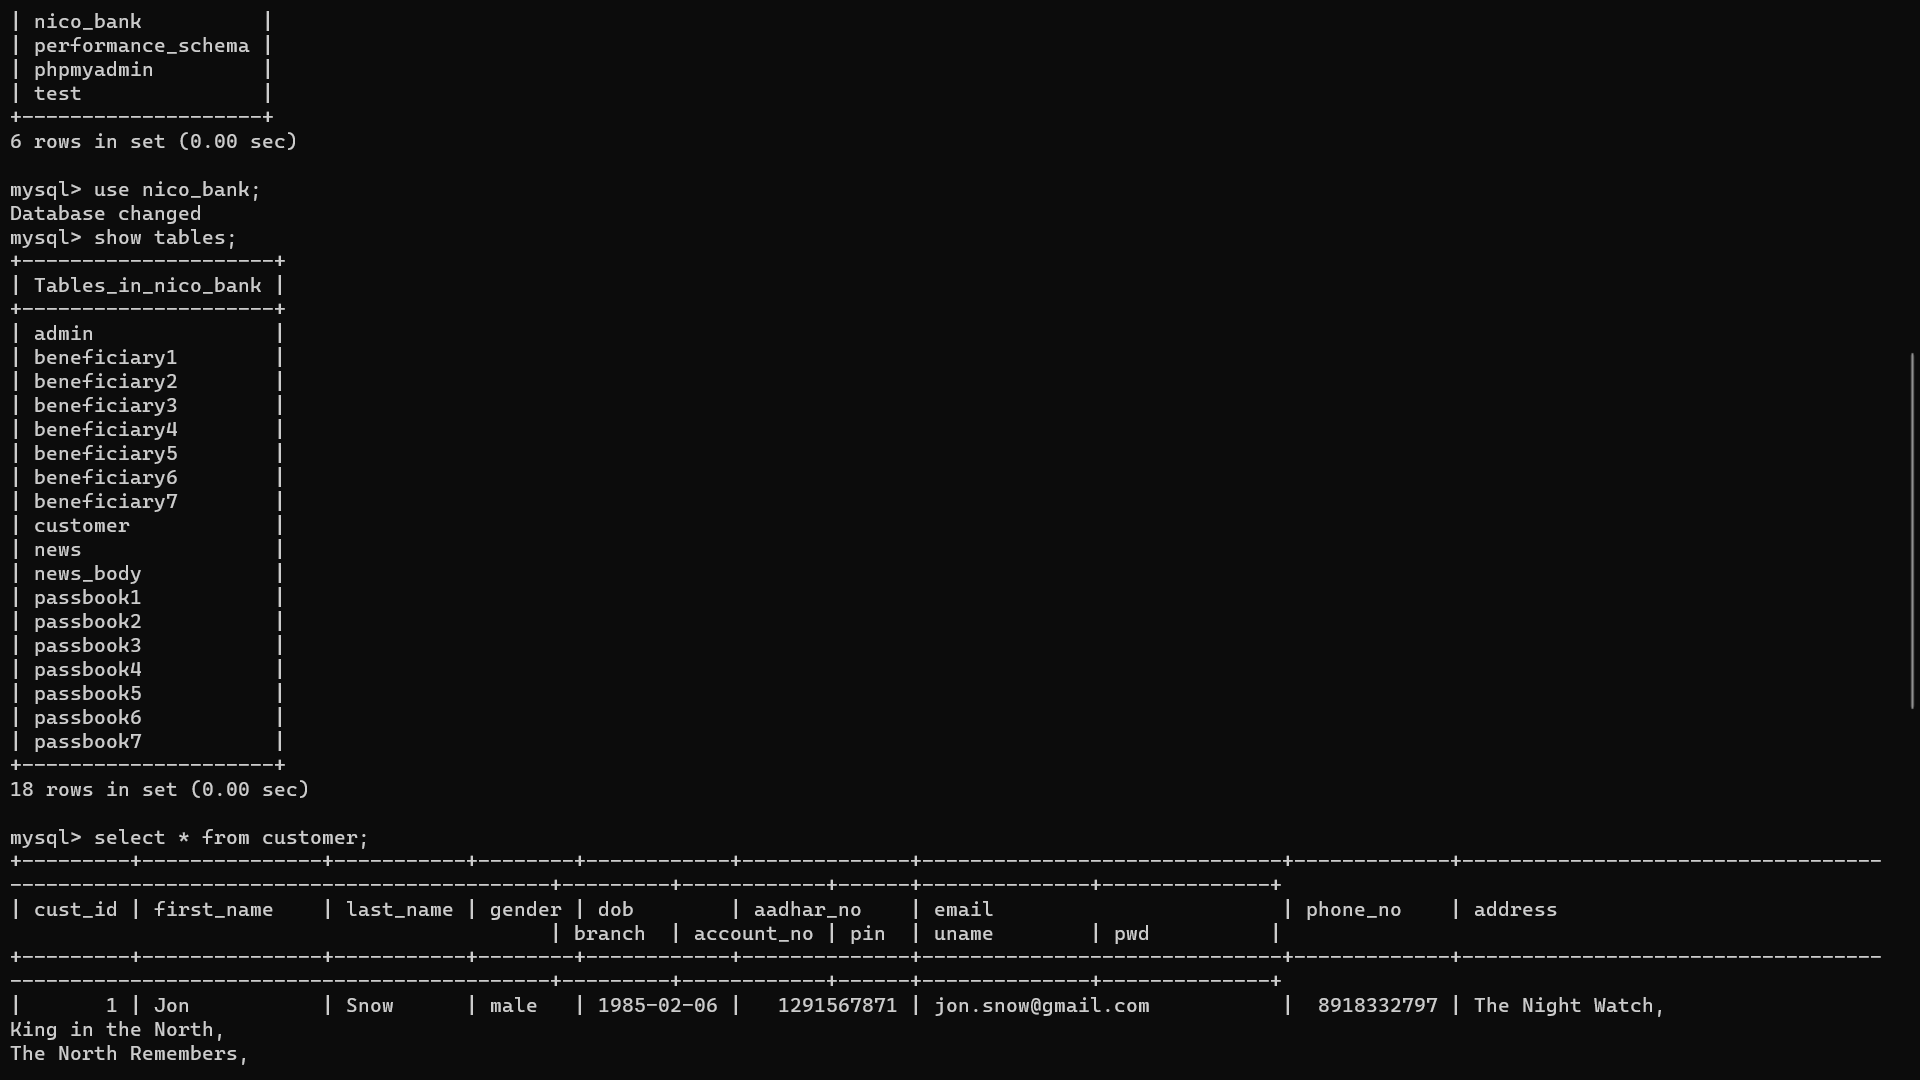 | nico_bank          |
| performance_schema |
| phpmyadmin         |
| test               |
+--------------------+
6 rows in set (0.00 sec)

mysql> use nico_bank;
Database changed
mysql> show tables;
+---------------------+
| Tables_in_nico_bank |
+---------------------+
| admin               |
| beneficiary1        |
| beneficiary2        |
| beneficiary3        |
| beneficiary4        |
| beneficiary5        |
| beneficiary6        |
| beneficiary7        |
| customer            |
| news                |
| news_body           |
| passbook1           |
| passbook2           |
| passbook3           |
| passbook4           |
| passbook5           |
| passbook6           |
| passbook7           |
+---------------------+
18 rows in set (0.00 sec)

mysql> select * from customer;
+---------+---------------+-----------+--------+------------+--------------+------------------------------+-------------+-----------------------------------
---------------------------------------------+---------+------------+------+--------------+--------------+
| cust_id | first_name    | last_name | gender | dob        | aadhar_no    | email                        | phone_no    | address
                                             | branch  | account_no | pin  | uname        | pwd          |
+---------+---------------+-----------+--------+------------+--------------+------------------------------+-------------+-----------------------------------
---------------------------------------------+---------+------------+------+--------------+--------------+
|       1 | Jon           | Snow      | male   | 1985-02-06 |   1291567871 | jon.snow@gmail.com           |  8918332797 | The Night Watch,
King in the North,
The North Remembers,